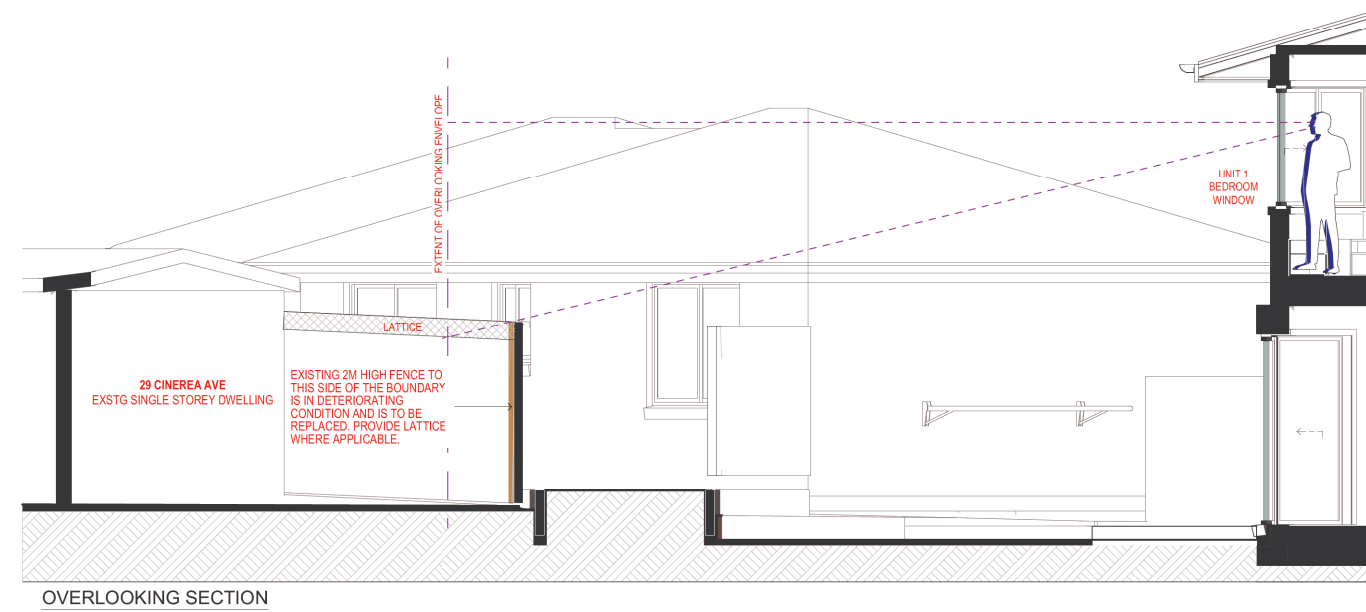 EXTENT OF OVERLOOKING ENVELOPE
UNIT 1
BEDROOM
WINDOW
LATTICE
29 CINEREA AVE
EXSTG SINGLE STOREY DWELLING
EXISTING 2M HIGH FENCE TO
THIS SIDE OF THE BOUNDARY
IS IN DETERIORATING
CONDITION AND IS TO BE
REPLACED. PROVIDE LATTICE
WHERE APPLICABLE.
OVERLOOKING SECTION